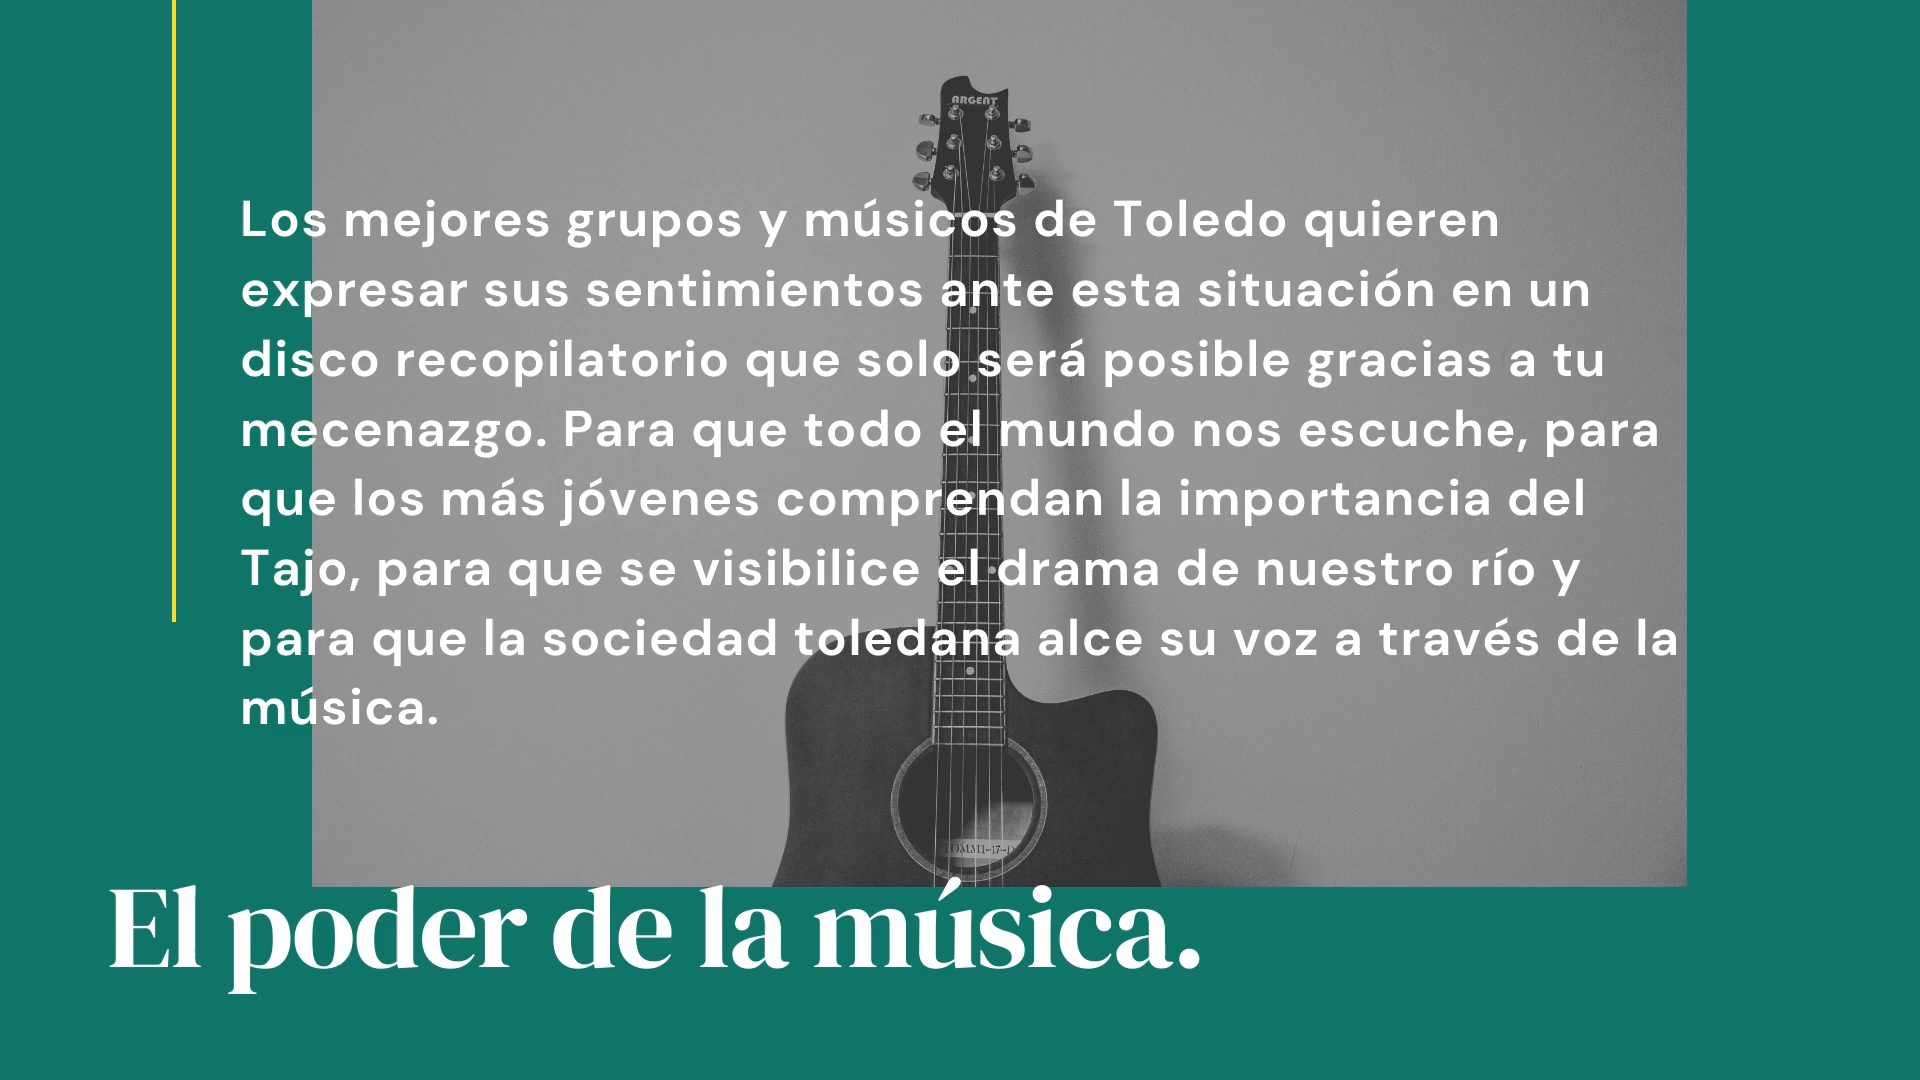 ARGENT
Los mejores grupos y músicos de Toledo quieren
expresar sus sentimientos ante esta situación en un
disco recopilatorio que solo será posible gracias a tu
mecenazgo. Para que todo el mundo nos escuche, para
que los más jóvenes comprendan la importancia del
Tajo, para que se visibilice el drama de nuestro río y
para que la sociedad toledana alce su voz a través de la
música.
El poder de la música.